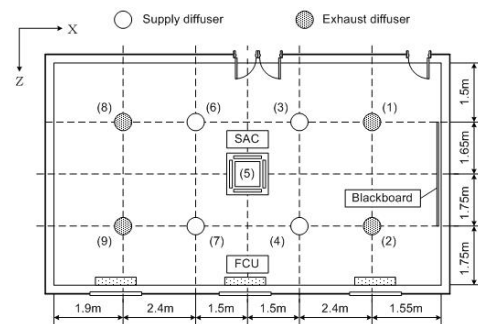 X
Z
Supply diffuser
Exhaust diffuser
(8)
(6)
(3)
(1)
SAC
(5)
Blackboard
(9)
(7)
(4)
(2)
FCU
1.5m
1.65m
1.75m
1.75m
1.9m
2.4m
1.5m
1.5m
2.4m
1.55m